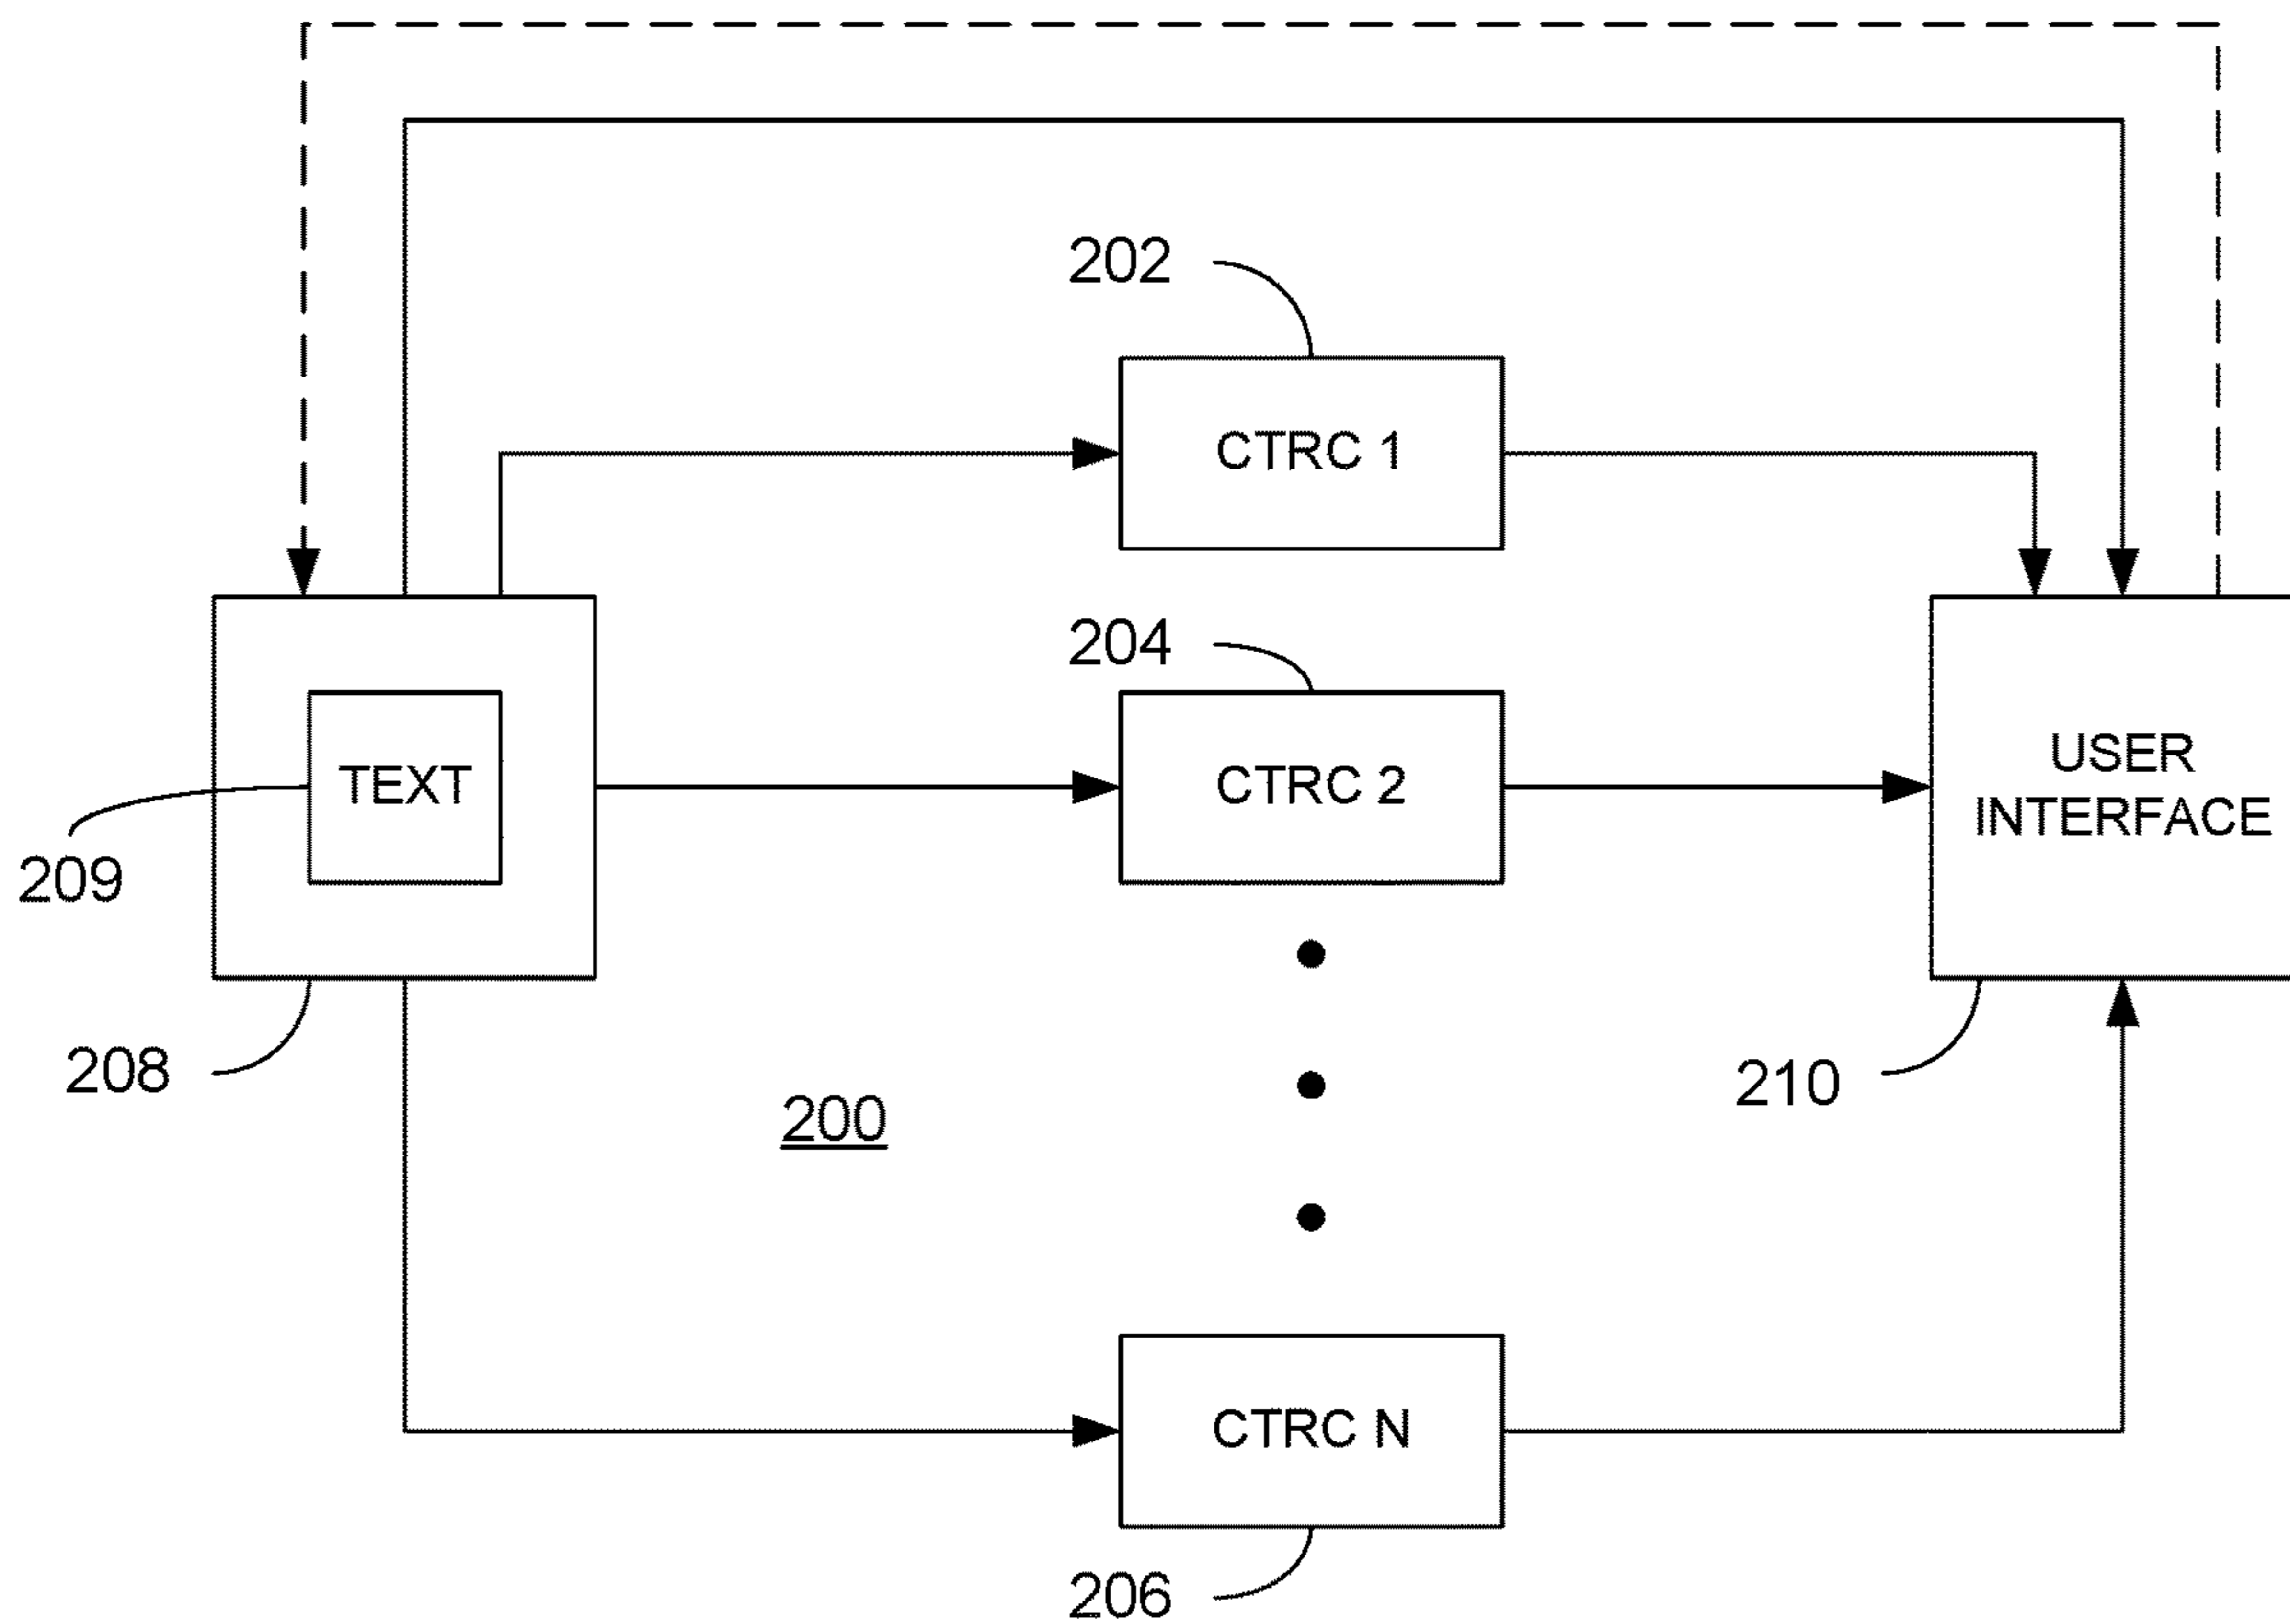 202
CTRC 1
204
TEXT
CTRC 2
USER
INTERFACE
209
208
210
200
CTRC N
206